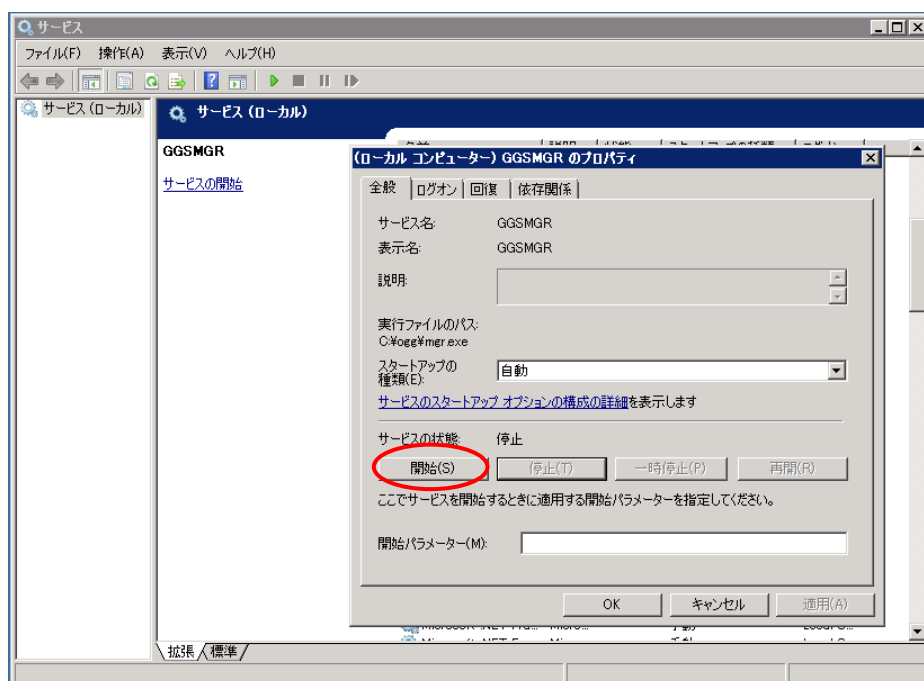 サービス
ファイル(F) 操作(A) 表示(V) ヘルプ(H)
サービス (ローカル)
サービス (ローカル)
GGSMGR
サービスの開始
(ローカル コンピューター) GGSMGR のプロパティ
全般 ログオン 回復 依存関係
サービス名: GGSMGR
表示名: GGSMGR
説明:
実行ファイルのパス:
C:¥ogg¥mgr.exe
スタートアップの
種類(E): 自動
サービスのスタートアップ オプションの構成の詳細を表示します
サービスの状態: 停止
開始(S) 停止(T) 一時停止(P) 再開(R)
ここでサービスを開始するときに適用する開始パラメーターを指定してください。
開始パラメーター(M):
OK キャンセル 適用(A)
拡張 標準